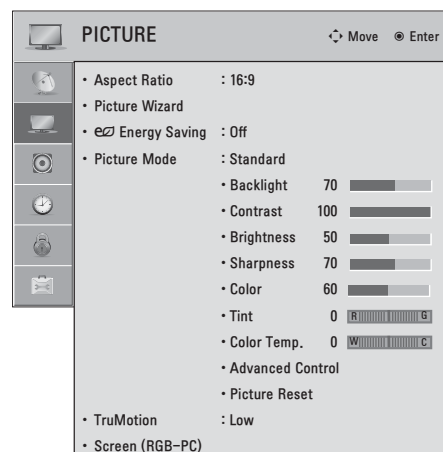 PICTURE Move Enter
• Aspect Ratio : 16:9
• Picture Wizard
• Energy Saving : Off
• Picture Mode : Standard
• Backlight 70
• Contrast 100
• Brightness 50
• Sharpness 70
• Color 60
• Tint 0 R G
• Color Temp. 0 W C
• Advanced Control
• Picture Reset
• TruMotion : Low
• Screen (RGB-PC)